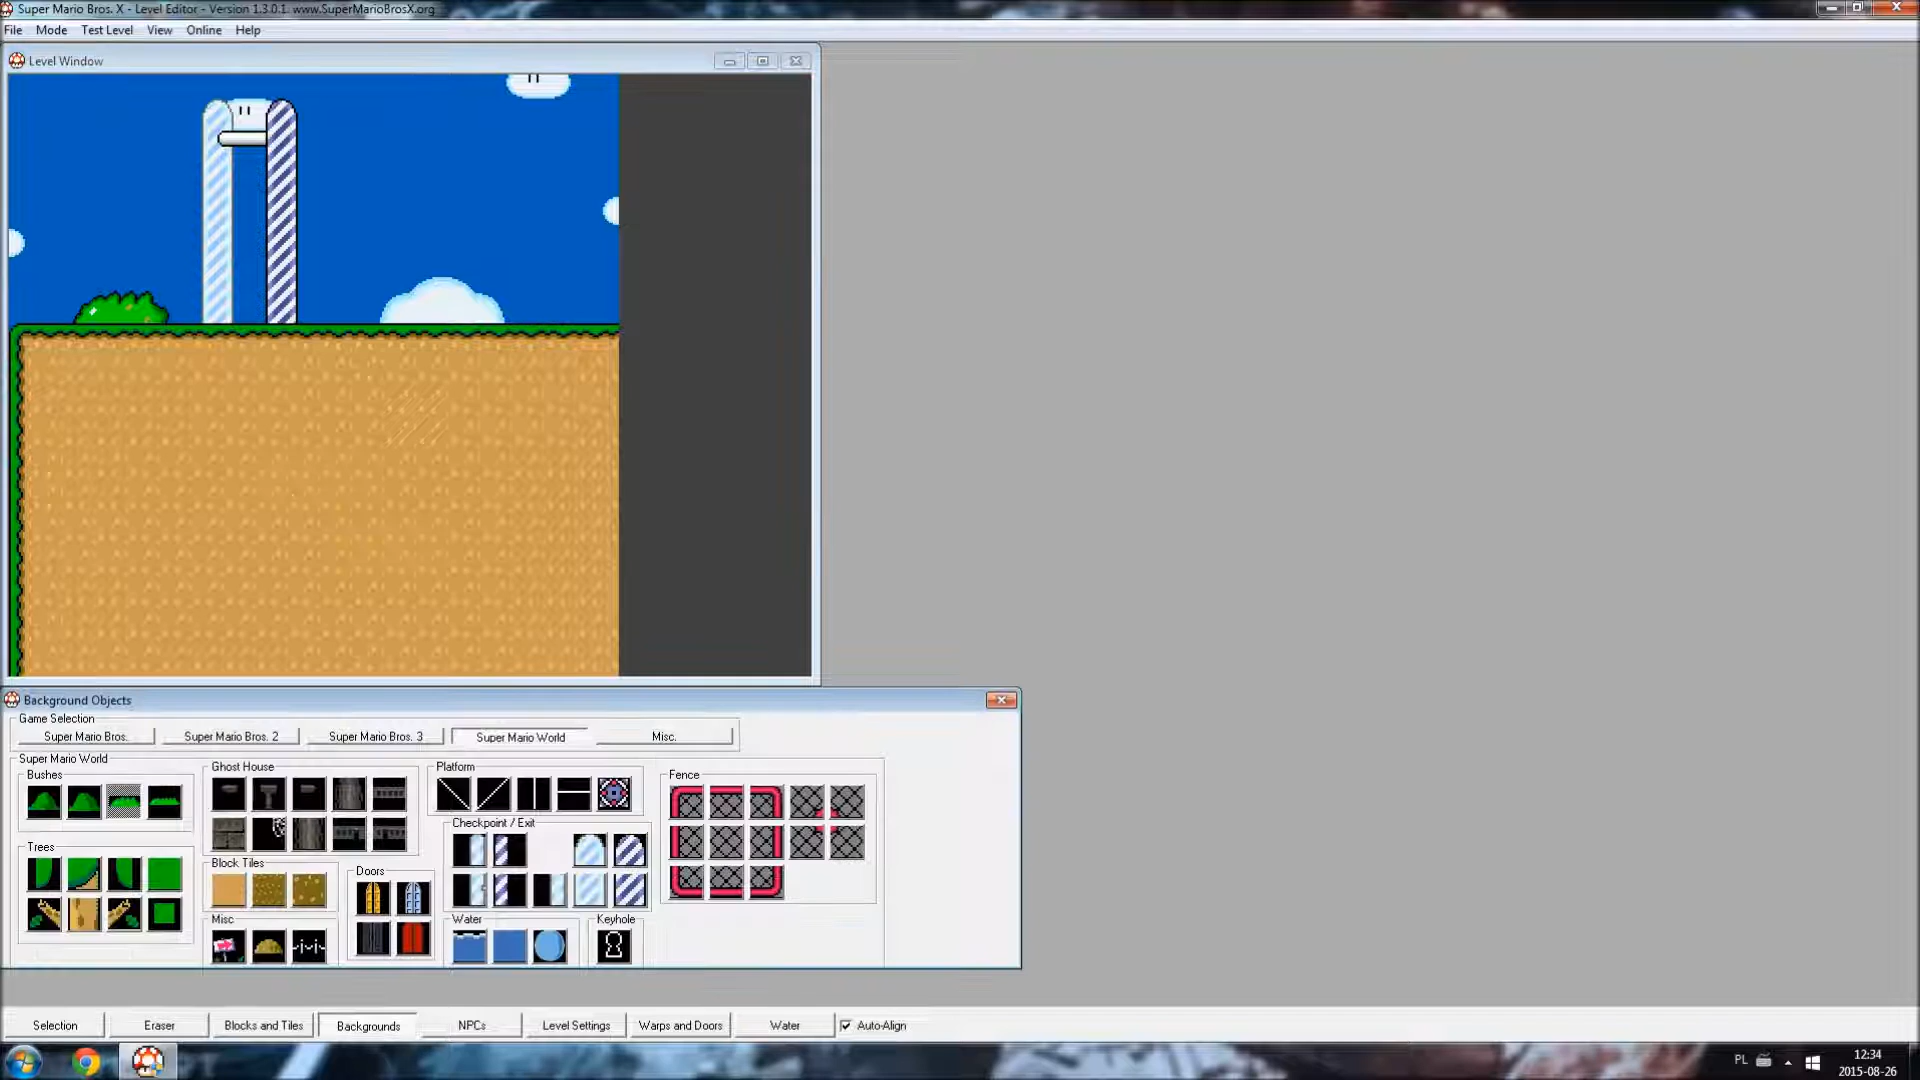 Super Mario Bros. X - Level Editor - Version 1.3.0.1 www.SuperMarioBrosX.org
File Mode Test Level View Online Help
Level Window
Background Objects
Game Selection
Super Mario Bros. Super Mario Bros. 2 Super Mario Bros. 3 Super Mario World Misc.
Super Mario World
Bushes
Ghost House
Platform
Fence
Checkpoint / Exit
Trees
Block Tiles
Doors
Misc
Water
Keyhole
Selection Eraser Blocks and Tiles Backgrounds NPCs Level Settings Warps and Doors Water Auto-Align
PL
12:34
2015-08-26